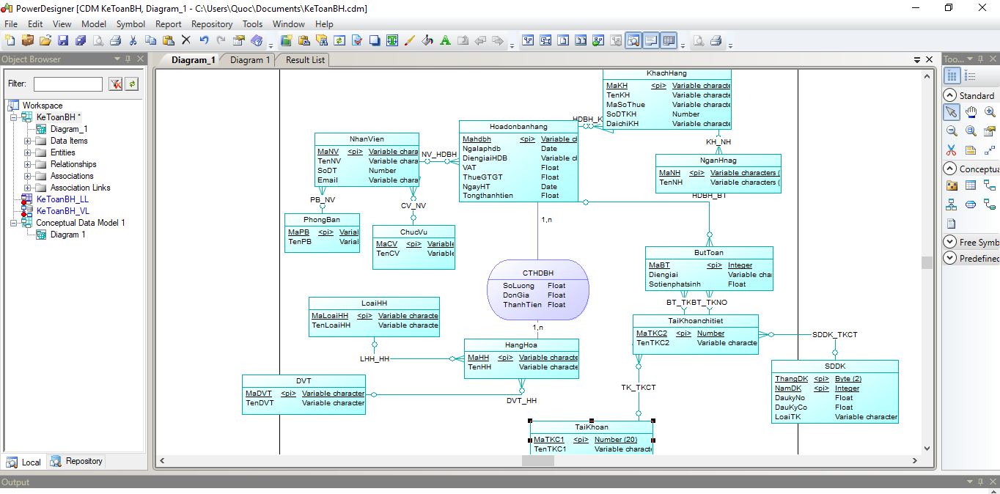 PowerDesigner [CDM KeToanBH, Diagram_1 - C:\Users\Quoc\Documents\KeToanBH.cdm]
File Edit View Model Symbol Report Repository Tools Window Help
Object Browser
Filter:
Workspace
KeToanBH *
Diagram_1
Data Items
Entities
Relationships
Associations
Association Links
KeToanBH_LL
KeToanBH_VL
Conceptual Data Model 1
Diagram 1
Local Repository
Output
Diagram_1 Diagram 1 Result List
KhachHang
MaKH <pi> Variable characte
TenKH Variable characte
MaSoThue Variable characte
SoDTKH Number
DaichiKH Variable characte
HDBH_K
KH_NH
NganHnag
MaNH <pi> Variable characters (
TenNH Variable characters (
HDBH_BT
Hoadonbanhang
Mahdbh <pi> Variable cl
Ngalaphdb Date
DiengiaiHDB Variable cl
VAT Float
ThueGTGT Float
NgayHT Date
Tongthanhtien Float
NV_HDBH
NhanVien
MaNV <pi> Variable chara
TenNV Variable chara
SoDT Number
Email Variable chara
PB_NV
CV_NV
PhongBan
MaPB <pi> Varial
TenPB Varial
ChucVu
MaCV <pi> Variable
TenCV Variable
1,n
CTHDBH
SoLuong Float
DonGia Float
ThanhTien Float
1,n
ButToan
MaBT <pi> Integer
Diengiai Variable cha
Sotienphatsinh Float
BT_TKBT_TKNO
TaiKhoanchitiet
MaTKC2 <pi> Number
TenTKC2 Variable characte
SDDK_TKCT
SDDK
ThangDK <pi> Byte (2)
NamDK <pi> Integer
DaukyNo Float
DauKyCo Float
LoaiTK Variable character
LoaiHH
MaLoaiHH <pi> Variable characte
TenLoaiHH Variable characte
LHH_HH
HangHoa
MaHH <pi> Variable characte
TenHH Variable characte
DVT
MaDVT <pi> Variable character
TenDVT Variable character
DVT_HH
TK_TKCT
TaiKhoan
MaTKC1 <pi> Number (20)
TenTKC1 Variable charact
Too...
Standard
Conceptua
Free Symb
Predefined